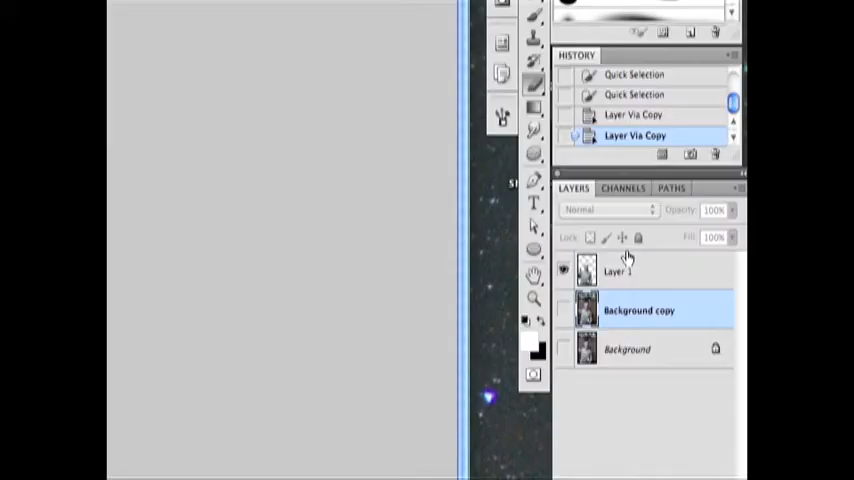 HISTORY
Quick Selection
Quick Selection
Layer Via Copy
Layer Via Copy
LAYERS CHANNELS PATHS
Normal Opacity: 100%
Lock: Fill: 100%
Layer 1
Background copy
Background